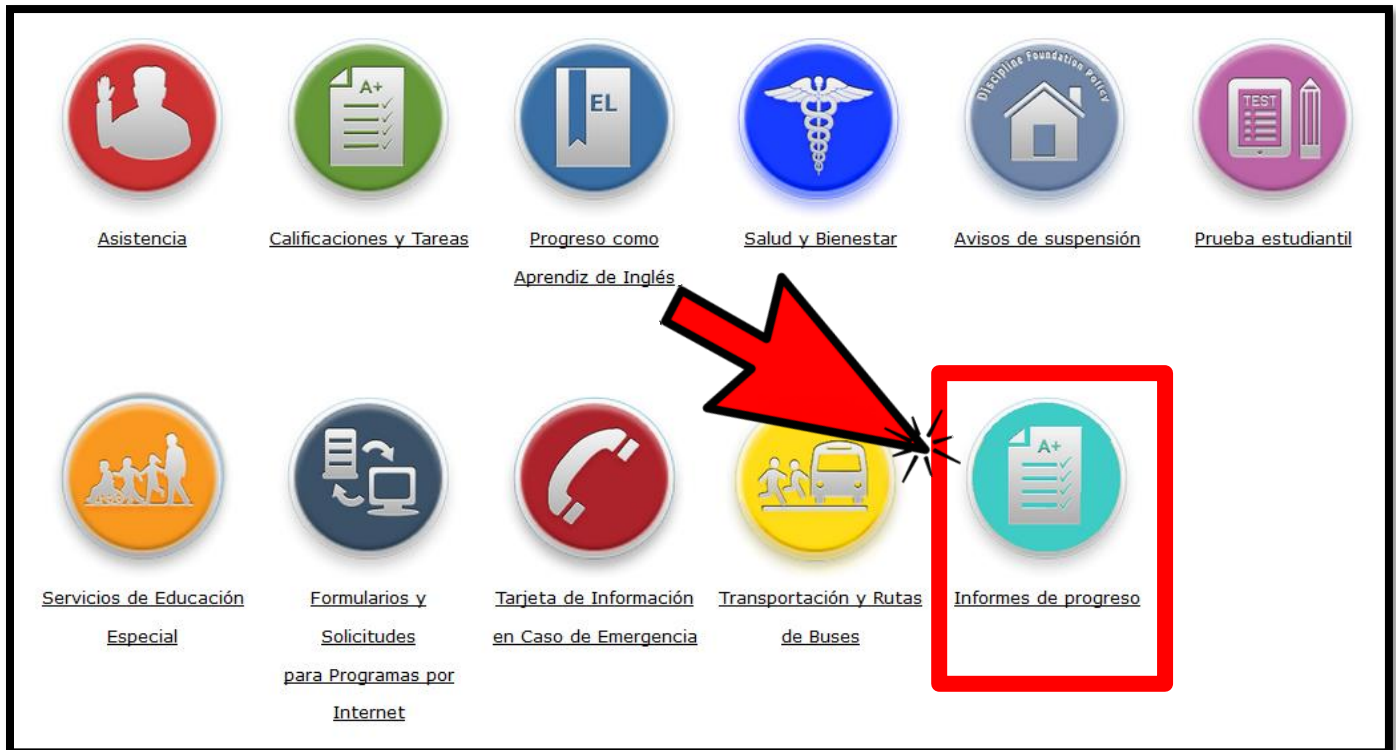 A+
EL
Discipline Foundation Policy
TEST
Asistencia
Calificaciones y Tareas
Progreso como
Aprendiz de Inglés
Salud y Bienestar
Avisos de suspensión
Prueba estudiantil
A+
Servicios de Educación
Especial
Formularios y
Solicitudes
para Programas por
Internet
Tarjeta de Información
en Caso de Emergencia
Transportación y Rutas
de Buses
Informes de progreso